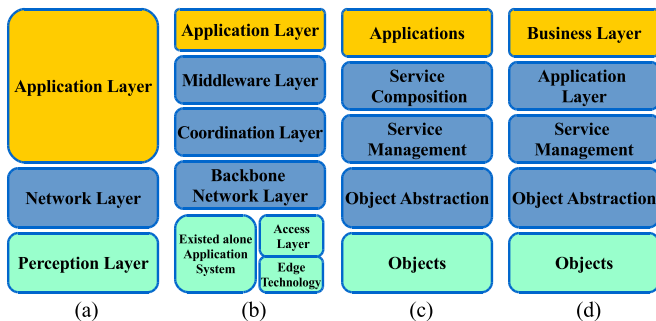 Application Layer
Network Layer
Perception Layer
(a)
Application Layer
Middleware Layer
Coordination Layer
Backbone
Network Layer
Existed alone
Application
System
Access
Layer
Edge
Technology
(b)
Applications
Service
Composition
Service
Management
Object Abstraction
Objects
(c)
Business Layer
Application
Layer
Service
Management
Object Abstraction
Objects
(d)